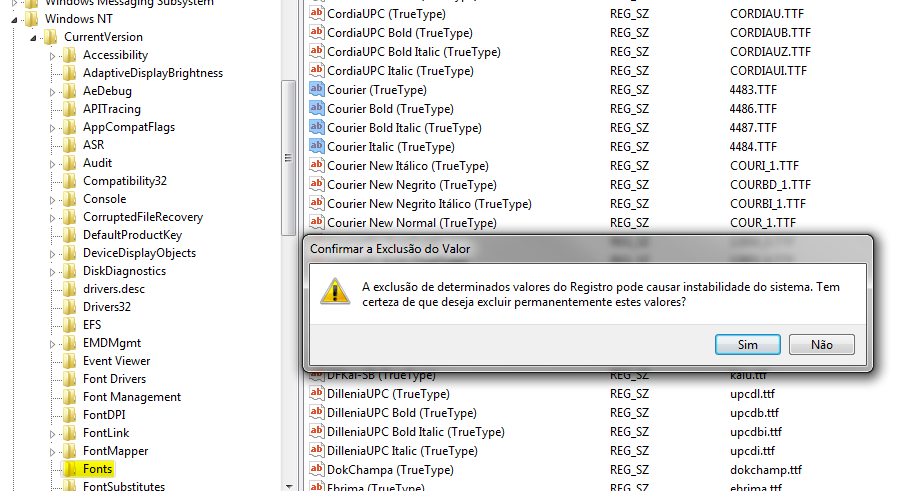 Windows Messaging Subsystem
Windows NT
CurrentVersion
Accessibility
AdaptiveDisplayBrightness
AeDebug
APITracing
AppCompatFlags
ASR
Audit
Compatibility32
Console
CorruptedFileRecovery
DefaultProductKey
DeviceDisplayObjects
DiskDiagnostics
drivers.desc
Drivers32
EFS
EMDMgmt
Event Viewer
Font Drivers
Font Management
FontDPI
FontLink
FontMapper
Fonts
FontSubstitutes
CordiaUPC (TrueType) REG_SZ CORDIAU.TTF
CordiaUPC Bold (TrueType) REG_SZ CORDIAUB.TTF
CordiaUPC Bold Italic (TrueType) REG_SZ CORDIAUZ.TTF
CordiaUPC Italic (TrueType) REG_SZ CORDIAUI.TTF
Courier (TrueType) REG_SZ 4483.TTF
Courier Bold (TrueType) REG_SZ 4486.TTF
Courier Bold Italic (TrueType) REG_SZ 4487.TTF
Courier Italic (TrueType) REG_SZ 4484.TTF
Courier New Itálico (TrueType) REG_SZ COURI_1.TTF
Courier New Negrito (TrueType) REG_SZ COURBD_1.TTF
Courier New Negrito Itálico (TrueType) REG_SZ COURBI_1.TTF
Courier New Normal (TrueType) REG_SZ COUR_1.TTF
Confirmar a Exclusão do Valor
A exclusão de determinados valores do Registro pode causar instabilidade do sistema. Tem
certeza de que deseja excluir permanentemente estes valores?
Sim Não
DFKai-SB (TrueType) REG_SZ kaiu.ttf
DilleniaUPC (TrueType) REG_SZ upcdl.ttf
DilleniaUPC Bold (TrueType) REG_SZ upcdb.ttf
DilleniaUPC Bold Italic (TrueType) REG_SZ upcdbi.ttf
DilleniaUPC Italic (TrueType) REG_SZ upcdi.ttf
DokChampa (TrueType) REG_SZ dokchamp.ttf
Ebrima (TrueType) REG_SZ ebrima.ttf